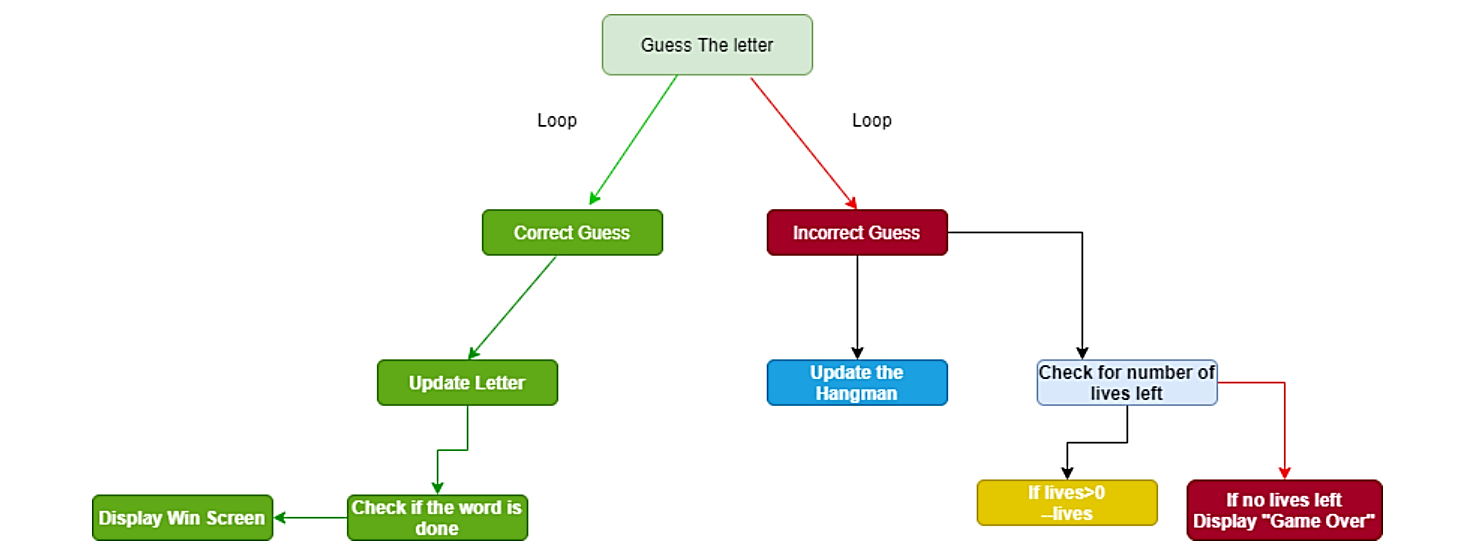 Guess The letter
Loop
Loop
Correct Guess
Incorrect Guess
Update Letter
Update the
Hangman
Check for number of
lives left
Display Win Screen
Check if the word is
done
If lives>0
--lives
If no lives left
Display "Game Over"